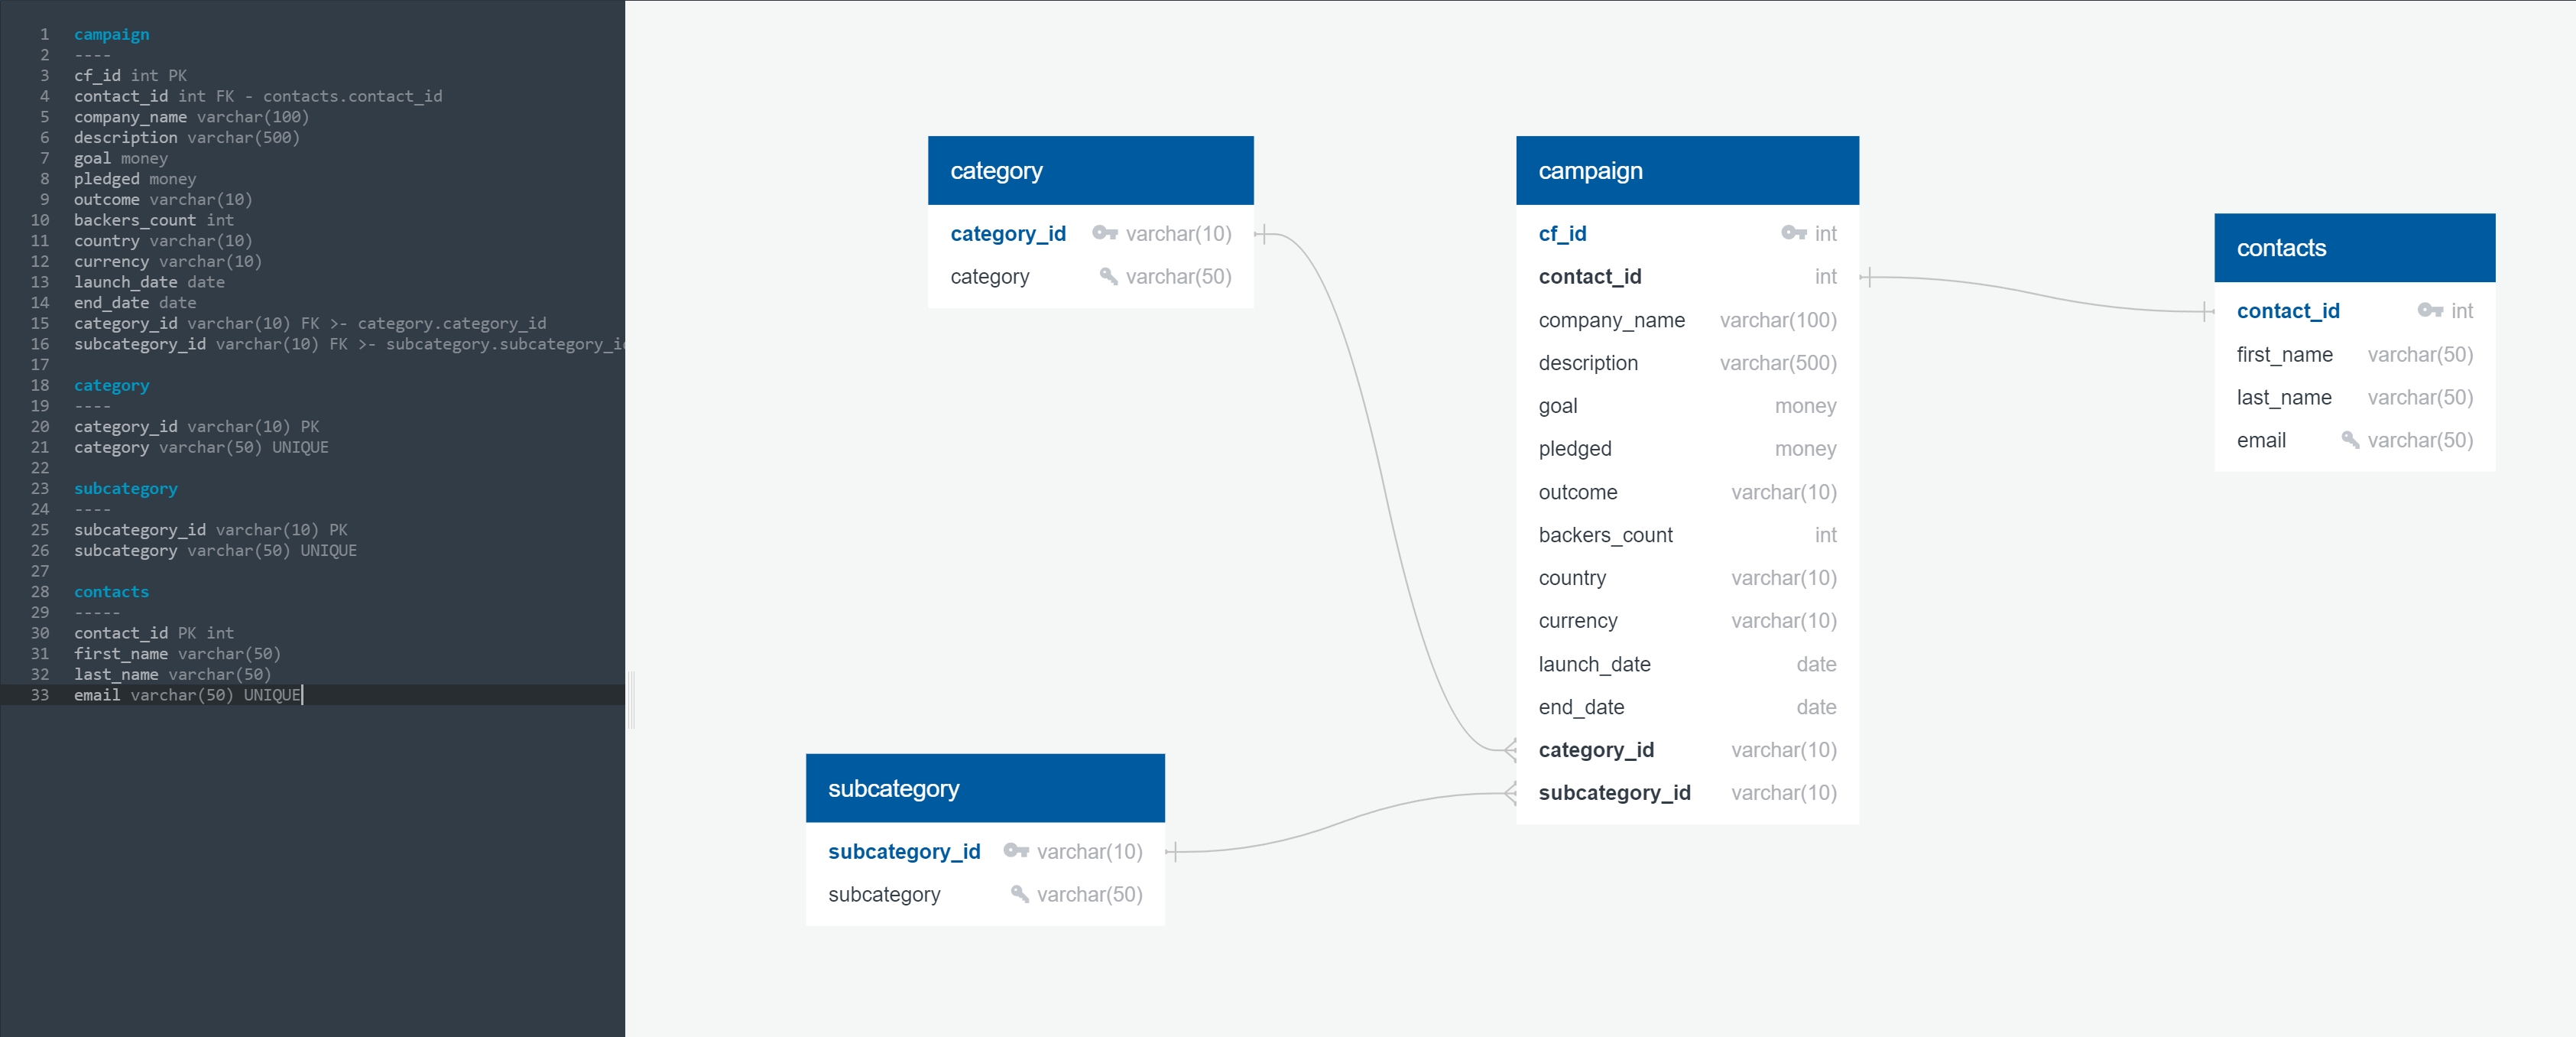 1 campaign
2 ----
3 cf_id int PK
4 contact_id int FK - contacts.contact_id
5 company_name varchar(100)
6 description varchar(500)
7 goal money
8 pledged money
9 outcome varchar(10)
10 backers_count int
11 country varchar(10)
12 currency varchar(10)
13 launch_date date
14 end_date date
15 category_id varchar(10) FK >- category.category_id
16 subcategory_id varchar(10) FK >- subcategory.subcategory_i
17
18 category
19 ----
20 category_id varchar(10) PK
21 category varchar(50) UNIQUE
22
23 subcategory
24 ----
25 subcategory_id varchar(10) PK
26 subcategory varchar(50) UNIQUE
27
28 contacts
29 -----
30 contact_id PK int
31 first_name varchar(50)
32 last_name varchar(50)
33 email varchar(50) UNIQUE
category
category_id varchar(10)
category varchar(50)
subcategory
subcategory_id varchar(10)
subcategory varchar(50)
campaign
cf_id int
contact_id int
company_name varchar(100)
description varchar(500)
goal money
pledged money
outcome varchar(10)
backers_count int
country varchar(10)
currency varchar(10)
launch_date date
end_date date
category_id varchar(10)
subcategory_id varchar(10)
contacts
contact_id int
first_name varchar(50)
last_name varchar(50)
email varchar(50)